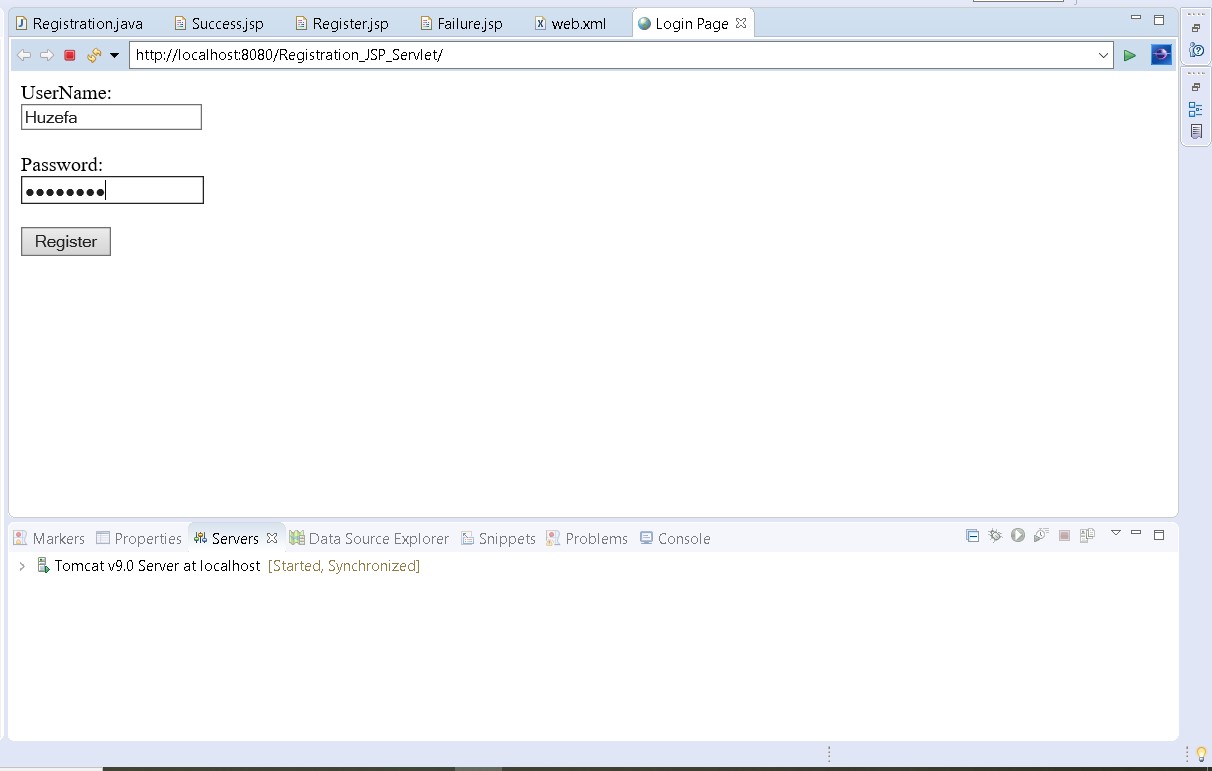 Registration.java Success.jsp Register.jsp Failure.jsp web.xml Login Page
http://localhost:8080/Registration_JSP_Servlet/
UserName:
Huzefa
Password:
••••••••
Register
Markers Properties Servers Data Source Explorer Snippets Problems Console
Tomcat v9.0 Server at localhost [Started, Synchronized]